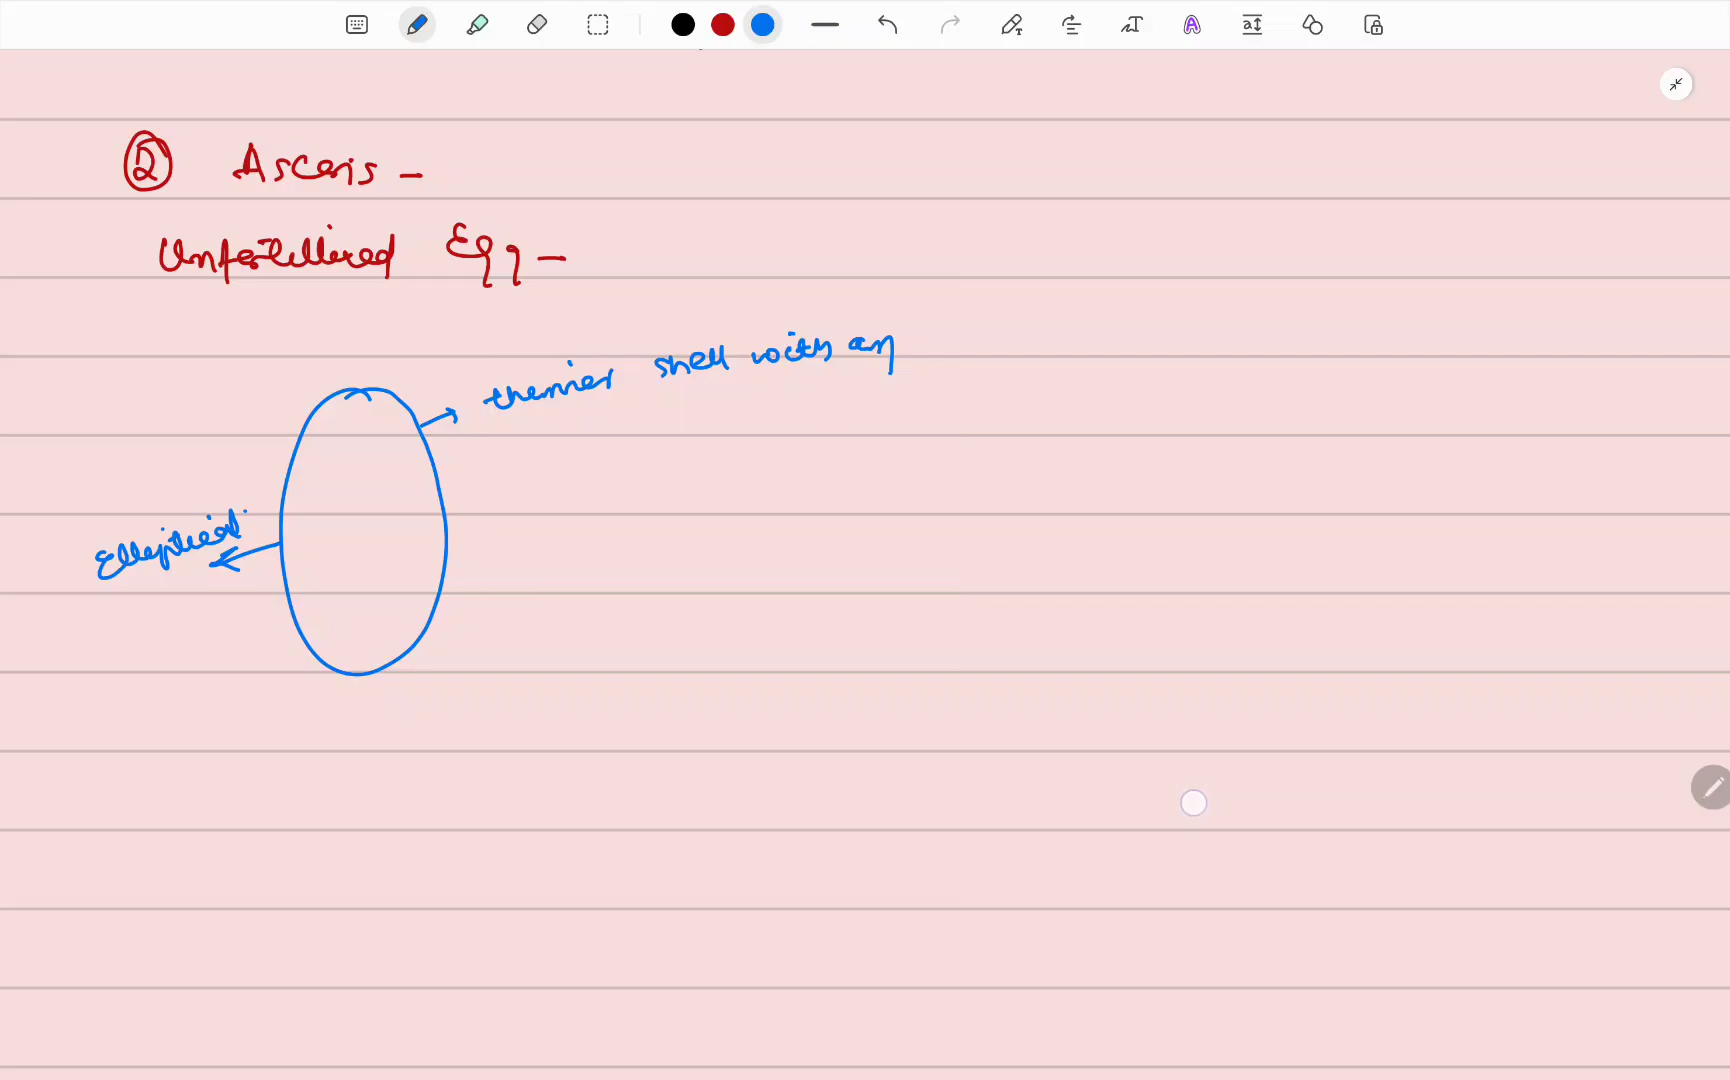 ② Ascaris -
Unfertilized Egg -
thinner shell with an
Elliptical